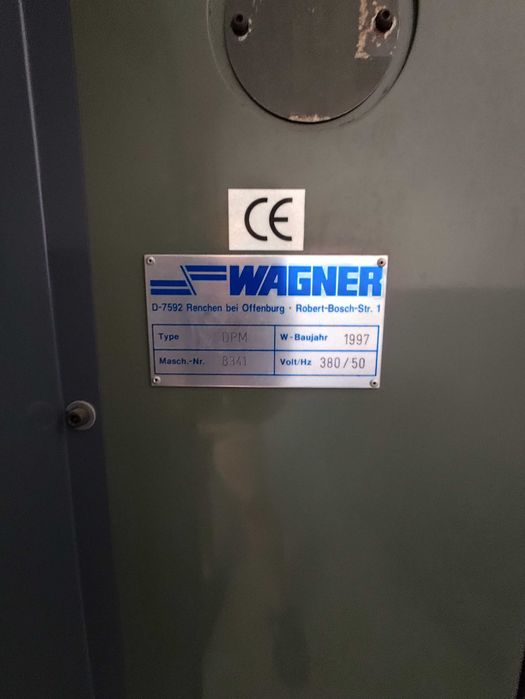 CE
WAGNER
D-7592 Renchen bei Offenburg · Robert-Bosch-Str. 1
Type DPM W-Baujahr 1997
Masch.-Nr. 8341 Volt/Hz 380/50